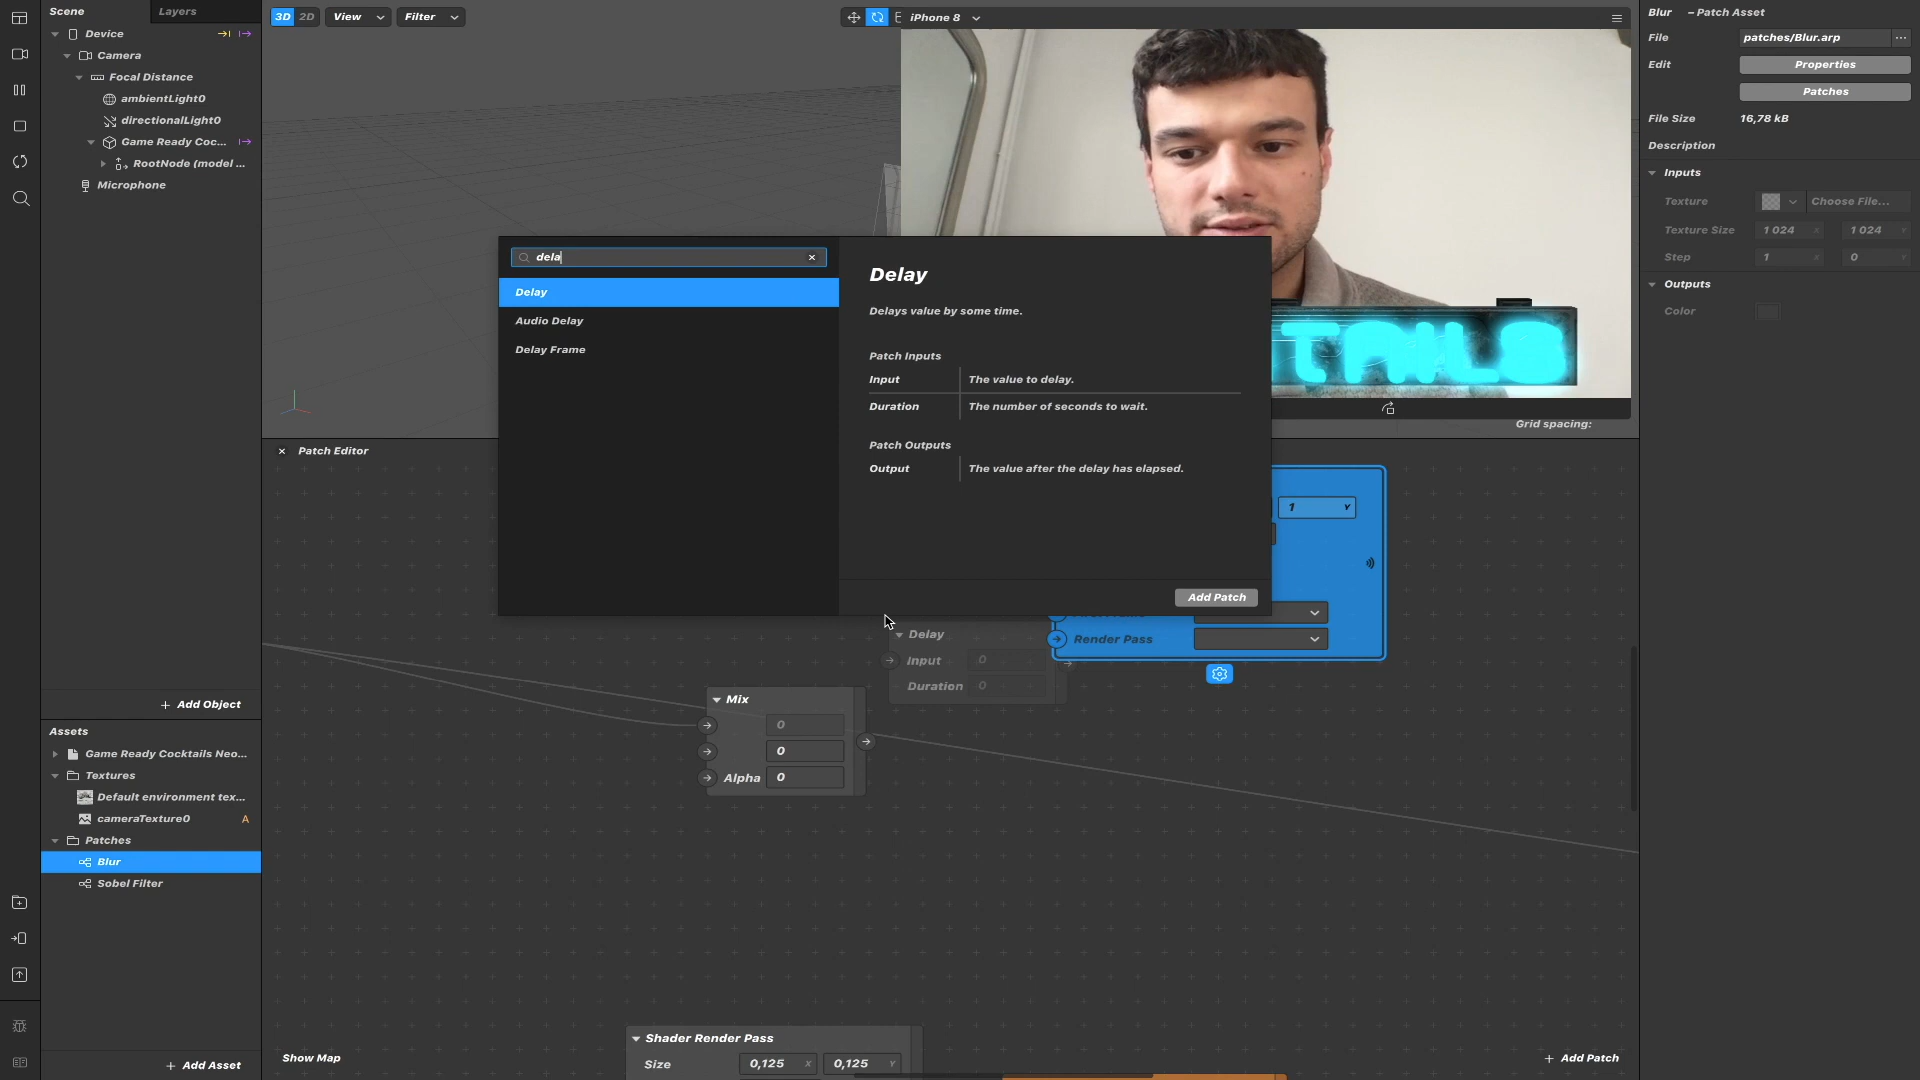 Scene
Layers
3D
2D
View
Filter
iPhone 8
Device
Camera
Focal Distance
ambientLight0
directionalLight0
Game Ready Coc...
RootNode (model ...
Microphone
Add Object
Assets
Game Ready Cocktails Neo...
Textures
Default environment tex...
cameraTexture0
A
Patches
Blur
Sobel Filter
Add Asset
TAILS
Grid spacing:
dela
Delay
Audio Delay
Delay Frame
Delay
Delays value by some time.
Patch Inputs
Input
The value to delay.
Duration
The number of seconds to wait.
Patch Outputs
Output
The value after the delay has elapsed.
Add Patch
Patch Editor
1 Y
Render Pass
Delay
Input 0
Duration 0
Mix
0
0
Alpha 0
Shader Render Pass
Size 0,125 X 0,125 Y
Show Map
Add Patch
Blur – Patch Asset
File patches/Blur.arp ...
Edit Properties
Patches
File Size 16,78 kB
Description
Inputs
Texture Choose File...
Texture Size 1 024 X 1 024 Y
Step 1 X 0 Y
Outputs
Color